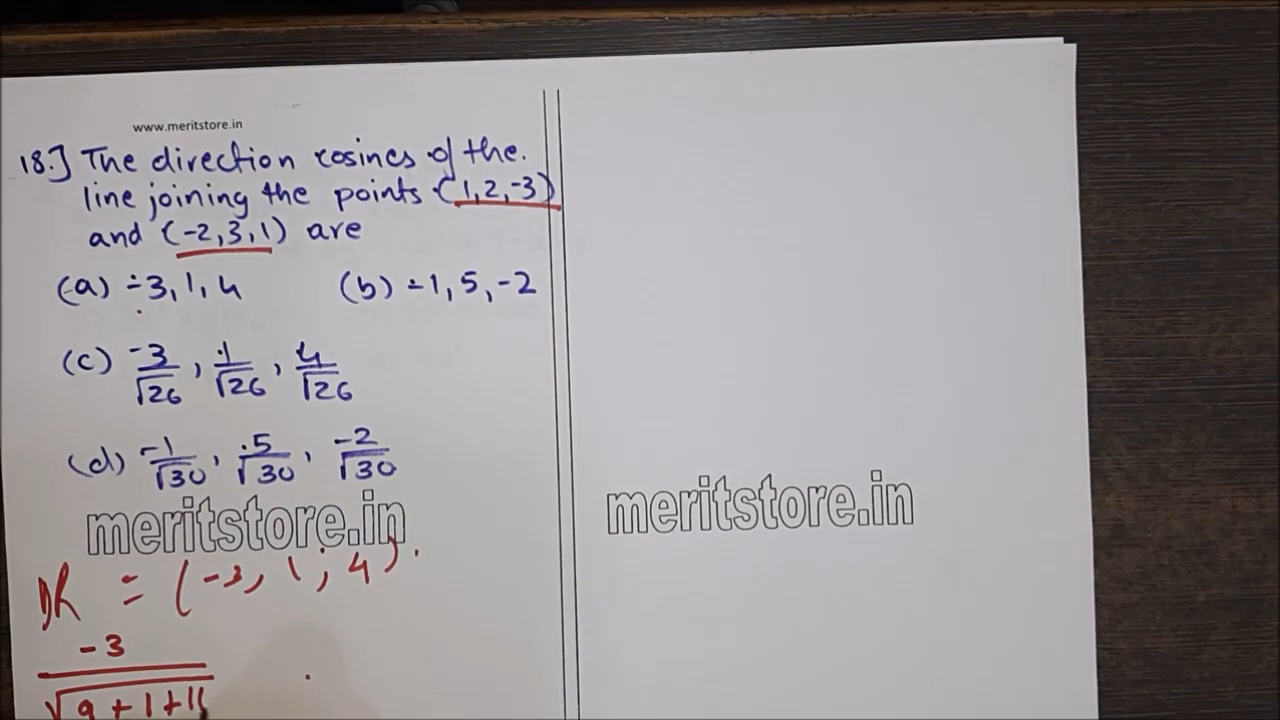 www.meritstore.in
18.] The direction cosines of the
line joining the points (1,2,-3)
and (-2,3,1) are
(a) -3, 1, 4 (b) -1, 5, -2
(c) -3/√26, 1/√26, 4/√26
(d) -1/√30, 5/√30, -2/√30
meritstore.in meritstore.in
DR = (-3, 1, 4).
-3
√9+1+1